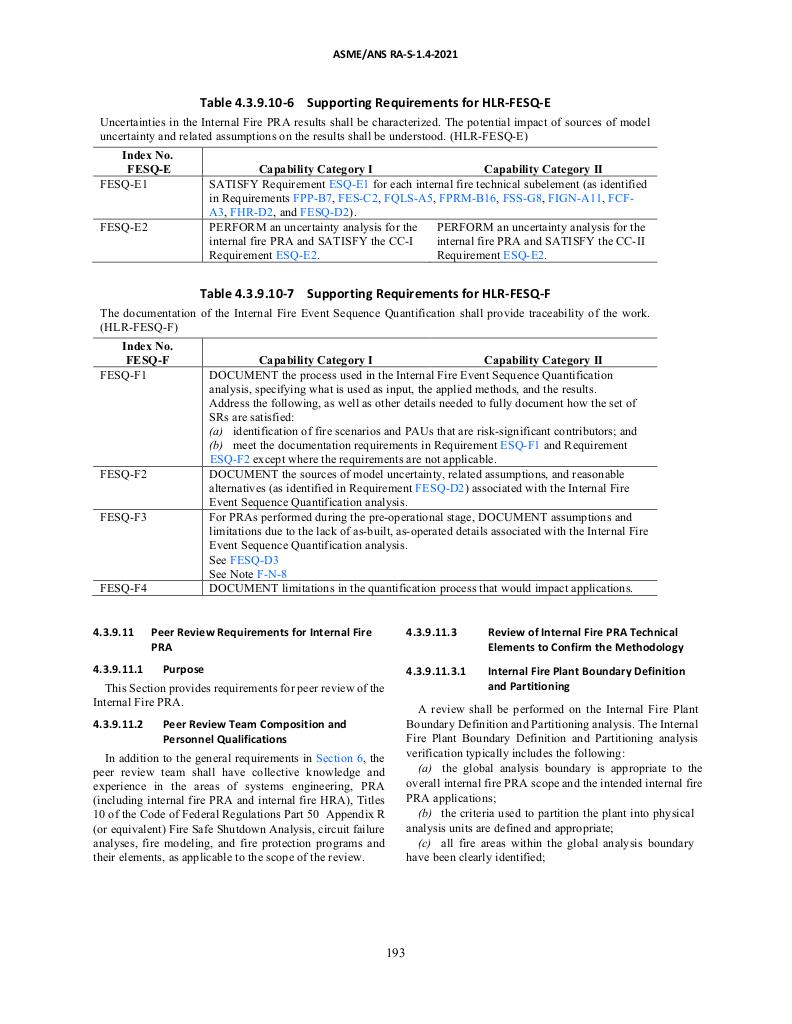 ASME/ANS RA-S-1.4-2021
Table 4.3.9.10-6 Supporting Requirements for HLR-FESQ-E
Uncertainties in the Internal Fire PRA results shall be characterized. The potential impact of sources of model
uncertainty and related assumptions on the results shall be understood. (HLR-FESQ-E)
Index No.
FESQ-E Capability Category I Capability Category II
FESQ-E1 SATISFY Requirement ESQ-E1 for each internal fire technical subelement (as identified
in Requirements FPP-B7, FES-C2, FQLS-A5, FPRM-B16, FSS-G8, FIGN-A11, FCF-
A3, FHR-D2, and FESQ-D2).
FESQ-E2 PERFORM an uncertainty analysis for the
internal fire PRA and SATISFY the CC-I
Requirement ESQ-E2.
PERFORM an uncertainty analysis for the
internal fire PRA and SATISFY the CC-II
Requirement ESQ-E2.
Table 4.3.9.10-7 Supporting Requirements for HLR-FESQ-F
The documentation of the Internal Fire Event Sequence Quantification shall provide traceability of the work.
(HLR-FESQ-F)
Index No.
FESQ-F Capability Category I Capability Category II
FESQ-F1 DOCUMENT the process used in the Internal Fire Event Sequence Quantification
analysis, specifying what is used as input, the applied methods, and the results.
Address the following, as well as other details needed to fully document how the set of
SRs are satisfied:
(a) identification of fire scenarios and PAUs that are risk-significant contributors; and
(b) meet the documentation requirements in Requirement ESQ-F1 and Requirement
ESQ-F2 except where the requirements are not applicable.
FESQ-F2 DOCUMENT the sources of model uncertainty, related assumptions, and reasonable
alternatives (as identified in Requirement FESQ-D2) associated with the Internal Fire
Event Sequence Quantification analysis.
FESQ-F3 For PRAs performed during the pre-operational stage, DOCUMENT assumptions and
limitations due to the lack of as-built, as-operated details associated with the Internal Fire
Event Sequence Quantification analysis.
See FESQ-D3
See Note F-N-8
FESQ-F4 DOCUMENT limitations in the quantification process that would impact applications.
4.3.9.11 Peer Review Requirements for Internal Fire
PRA
4.3.9.11.1 Purpose
This Section provides requirements for peer review of the
Internal Fire PRA.
4.3.9.11.2 Peer Review Team Composition and
Personnel Qualifications
In addition to the general requirements in Section 6, the
peer review team shall have collective knowledge and
experience in the areas of systems engineering, PRA
(including internal fire PRA and internal fire HRA), Titles
10 of the Code of Federal Regulations Part 50 Appendix R
(or equivalent) Fire Safe Shutdown Analysis, circuit failure
analyses, fire modeling, and fire protection programs and
their elements, as applicable to the scope of the review.
4.3.9.11.3 Review of Internal Fire PRA Technical
Elements to Confirm the Methodology
4.3.9.11.3.1 Internal Fire Plant Boundary Definition
and Partitioning
A review shall be performed on the Internal Fire Plant
Boundary Definition and Partitioning analysis. The Internal
Fire Plant Boundary Definition and Partitioning analysis
verification typically includes the following:
(a) the global analysis boundary is appropriate to the
overall internal fire PRA scope and the intended internal fire
PRA applications;
(b) the criteria used to partition the plant into physical
analysis units are defined and appropriate;
(c) all fire areas within the global analysis boundary
have been clearly identified;
193